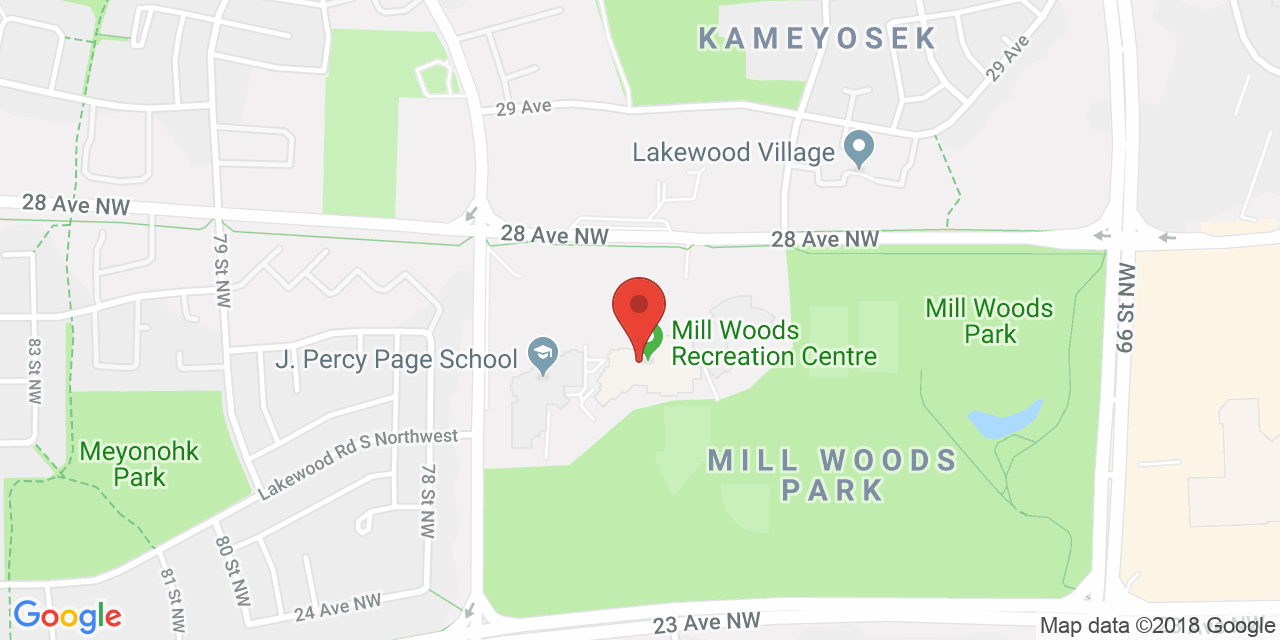 KAMEYOSEK
29 Ave
29 Ave
Lakewood Village
28 Ave NW
28 Ave NW
28 Ave NW
79 St NW
66 St NW
Mill Woods
Park
Mill Woods
Recreation Centre
J. Percy Page School
83 St NW
Meyonohk
Park
Lakewood Rd S Northwest
MILL WOODS
PARK
78 St NW
80 St NW
81 St NW
24 Ave NW
23 Ave NW
Google
Map data ©2018 Google